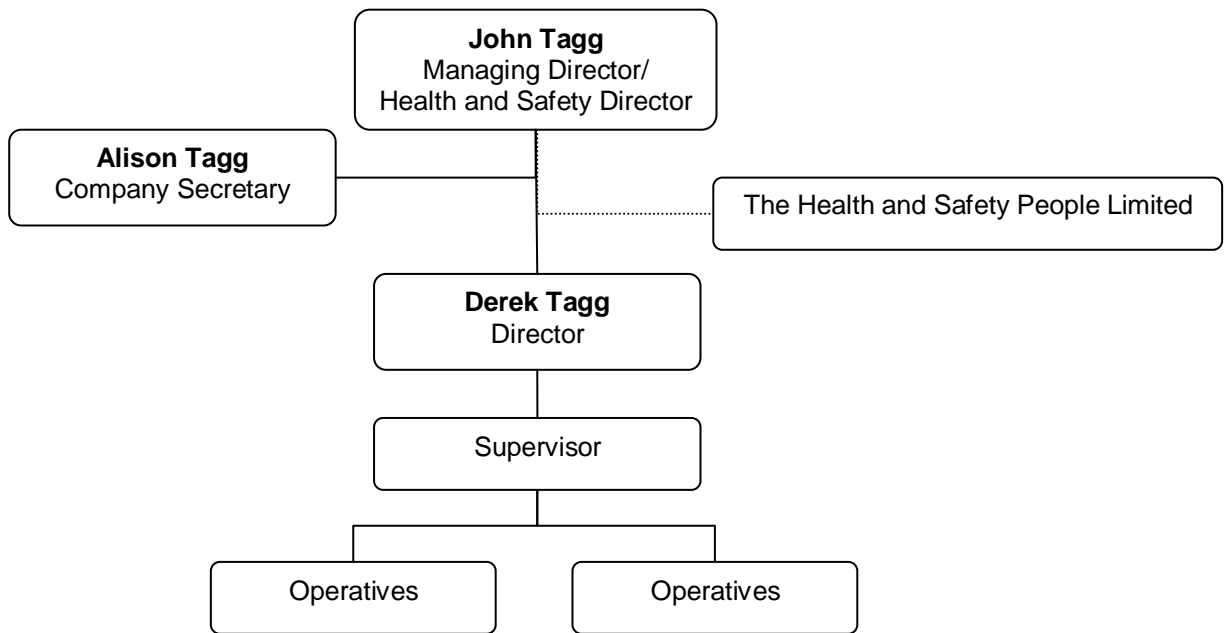 John Tagg
Managing Director/
Health and Safety Director
Alison Tagg
Company Secretary
The Health and Safety People Limited
Derek Tagg
Director
Supervisor
Operatives
Operatives